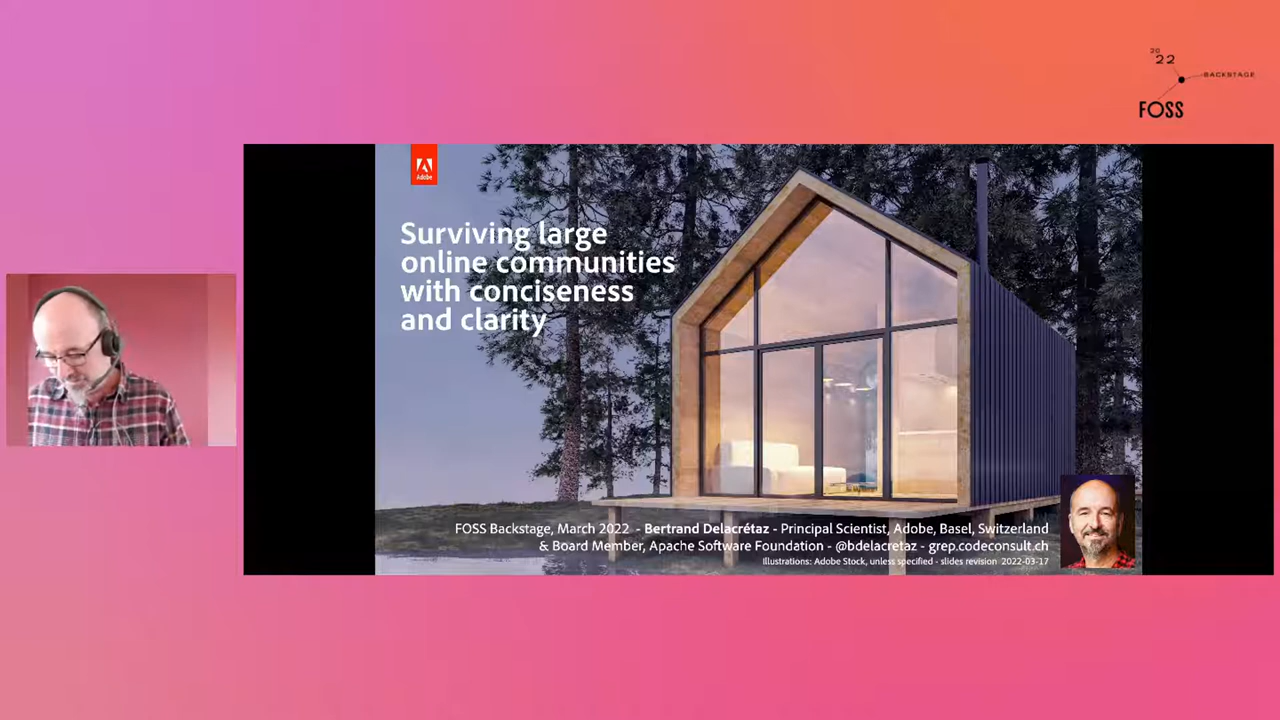 20
22
BACKSTAGE
FOSS
Adobe
Surviving large
online communities
with conciseness
and clarity
FOSS Backstage, March 2022 - Bertrand Delacrétaz - Principal Scientist, Adobe, Basel, Switzerland
& Board Member, Apache Software Foundation - @bdelacretaz - grep.codeconsult.ch
Illustrations: Adobe Stock, unless specified - slides revision 2022-03-17